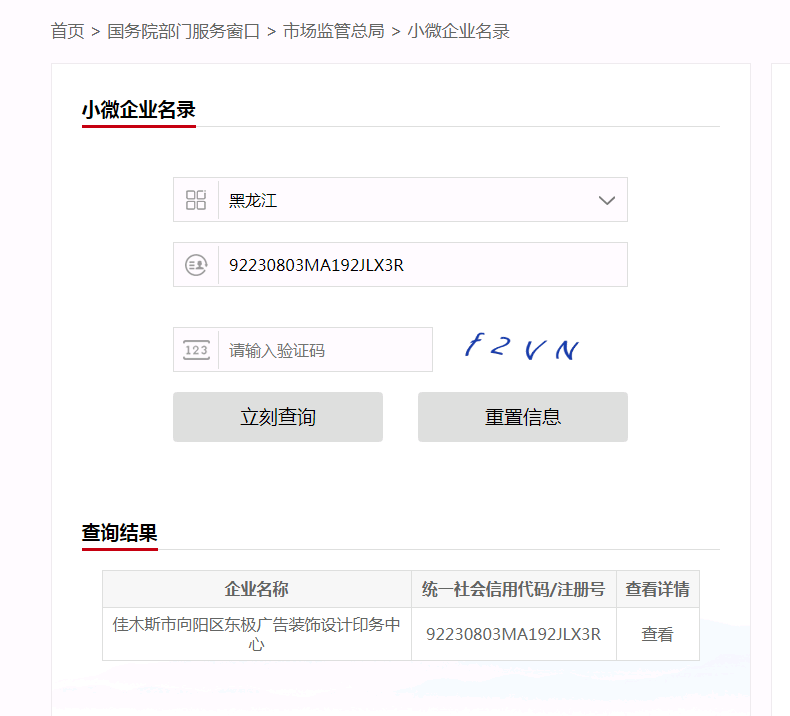 首页 > 国务院部门服务窗口 > 市场监管总局 > 小微企业名录
小微企业名录
黑龙江
92230803MA192JLX3R
123 请输入验证码 f2VN
立刻查询 重置信息
查询结果
企业名称 统一社会信用代码/注册号 查看详情
佳木斯市向阳区东极广告装饰设计印务中
心 92230803MA192JLX3R 查看